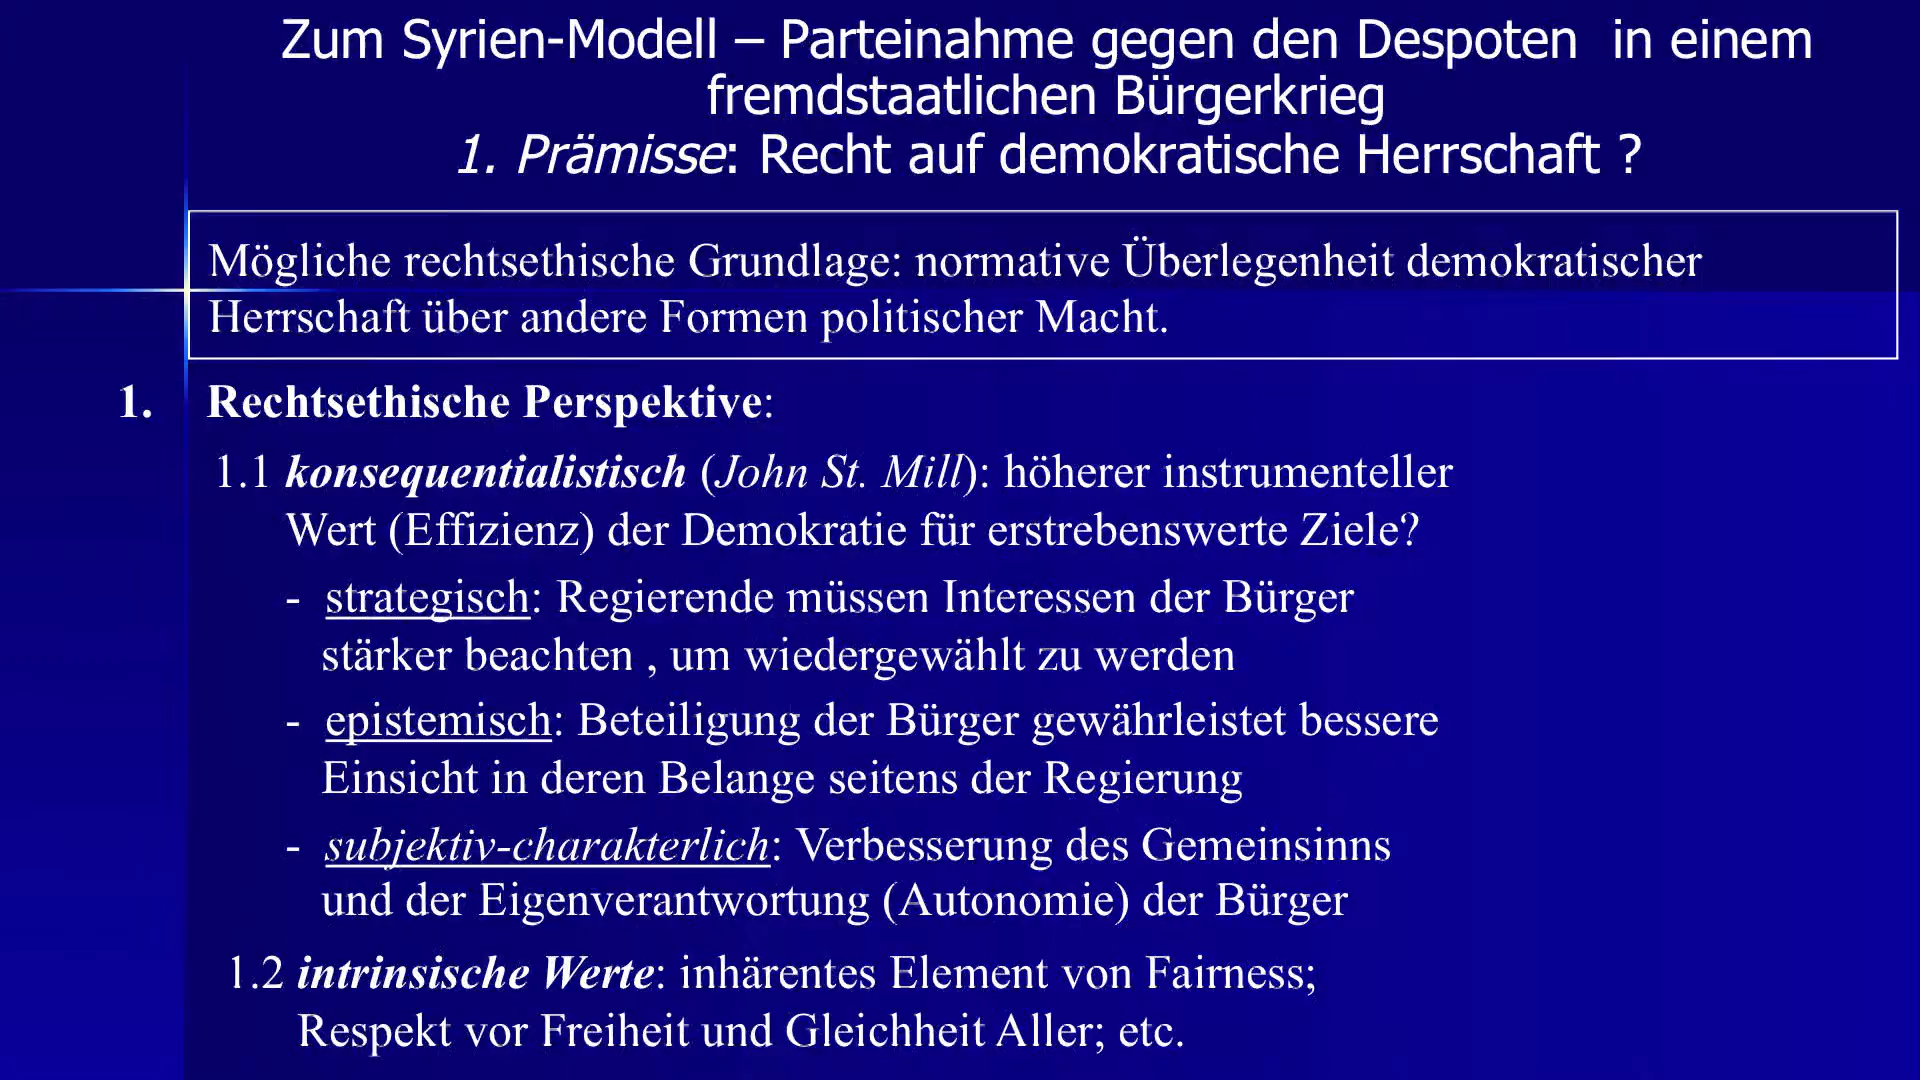 Zum Syrien-Modell – Parteinahme gegen den Despoten in einem
fremdstaatlichen Bürgerkrieg
1. Prämisse: Recht auf demokratische Herrschaft ?
Mögliche rechtsethische Grundlage: normative Überlegenheit demokratischer
Herrschaft über andere Formen politischer Macht.
1. Rechtsethische Perspektive:
1.1 konsequentialistisch (John St. Mill): höherer instrumenteller
Wert (Effizienz) der Demokratie für erstrebenswerte Ziele?
- strategisch: Regierende müssen Interessen der Bürger
stärker beachten , um wiedergewählt zu werden
- epistemisch: Beteiligung der Bürger gewährleistet bessere
Einsicht in deren Belange seitens der Regierung
- subjektiv-charakterlich: Verbesserung des Gemeinsinns
und der Eigenverantwortung (Autonomie) der Bürger
1.2 intrinsische Werte: inhärentes Element von Fairness;
Respekt vor Freiheit und Gleichheit Aller; etc.